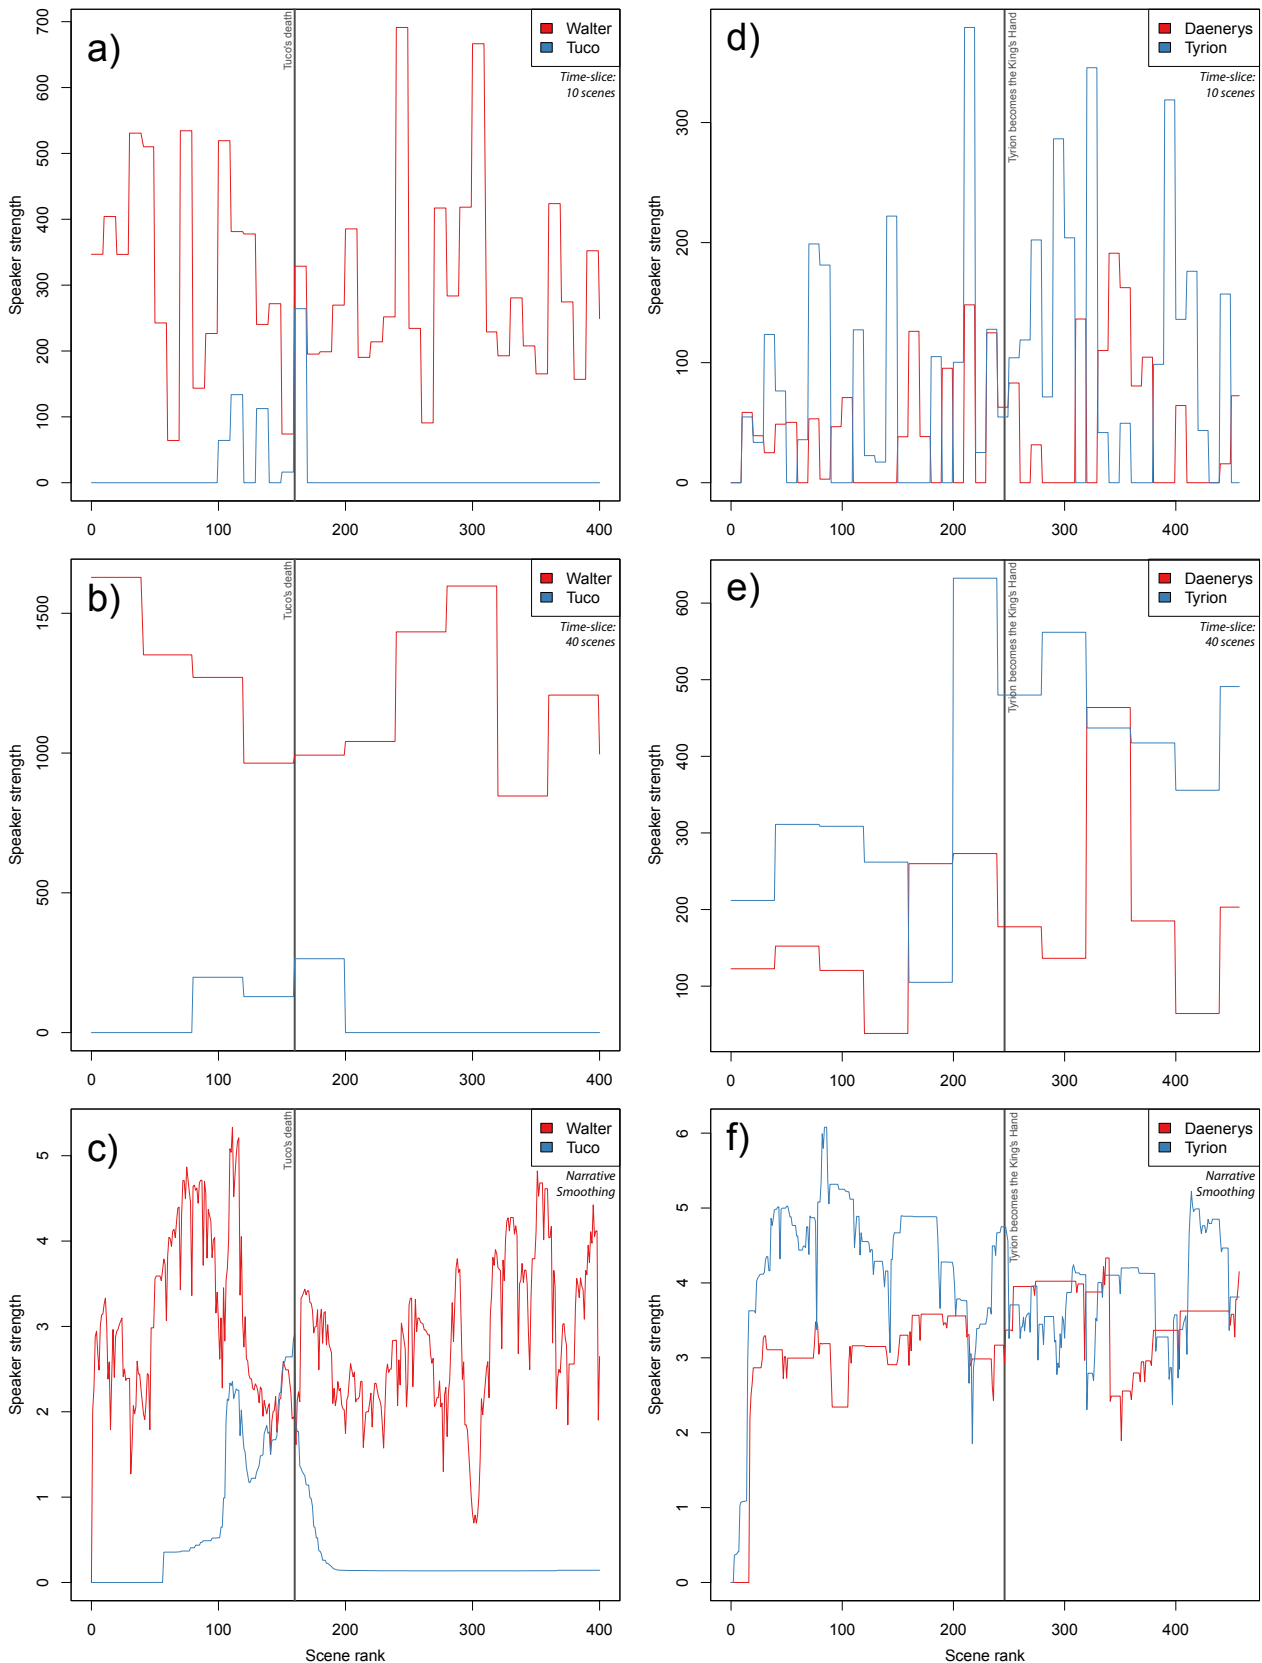 a)
Walter
Tuco
Time-slice:
10 scenes
Tuco's death
Speaker strength
0
100
200
300
400
500
600
700
0
100
200
300
400
d)
Daenerys
Tyrion
Time-slice:
10 scenes
Tyrion becomes the King's Hand
Speaker strength
0
100
200
300
0
100
200
300
400
b)
Walter
Tuco
Time-slice:
40 scenes
Tuco's death
Speaker strength
0
500
1000
1500
0
100
200
300
400
e)
Daenerys
Tyrion
Time-slice:
40 scenes
Tyrion becomes the King's Hand
Speaker strength
100
200
300
400
500
600
0
100
200
300
400
c)
Walter
Tuco
Narrative
Smoothing
Tuco's death
Speaker strength
0
1
2
3
4
5
0
100
200
300
400
Scene rank
f)
Daenerys
Tyrion
Narrative
Smoothing
Tyrion becomes the King's Hand
Speaker strength
0
1
2
3
4
5
6
0
100
200
300
400
Scene rank